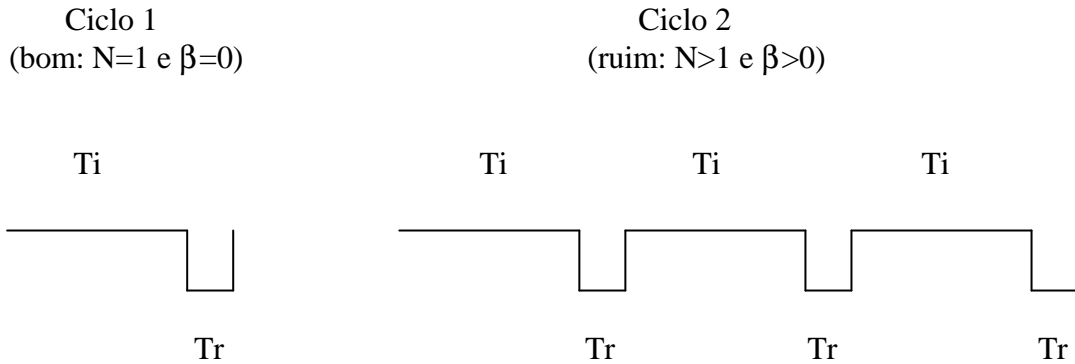 Ciclo 1
(bom: N=1 e β=0)
Ciclo 2
(ruim: N>1 e β>0)
Ti
Ti
Ti
Ti
Tr
Tr
Tr
Tr